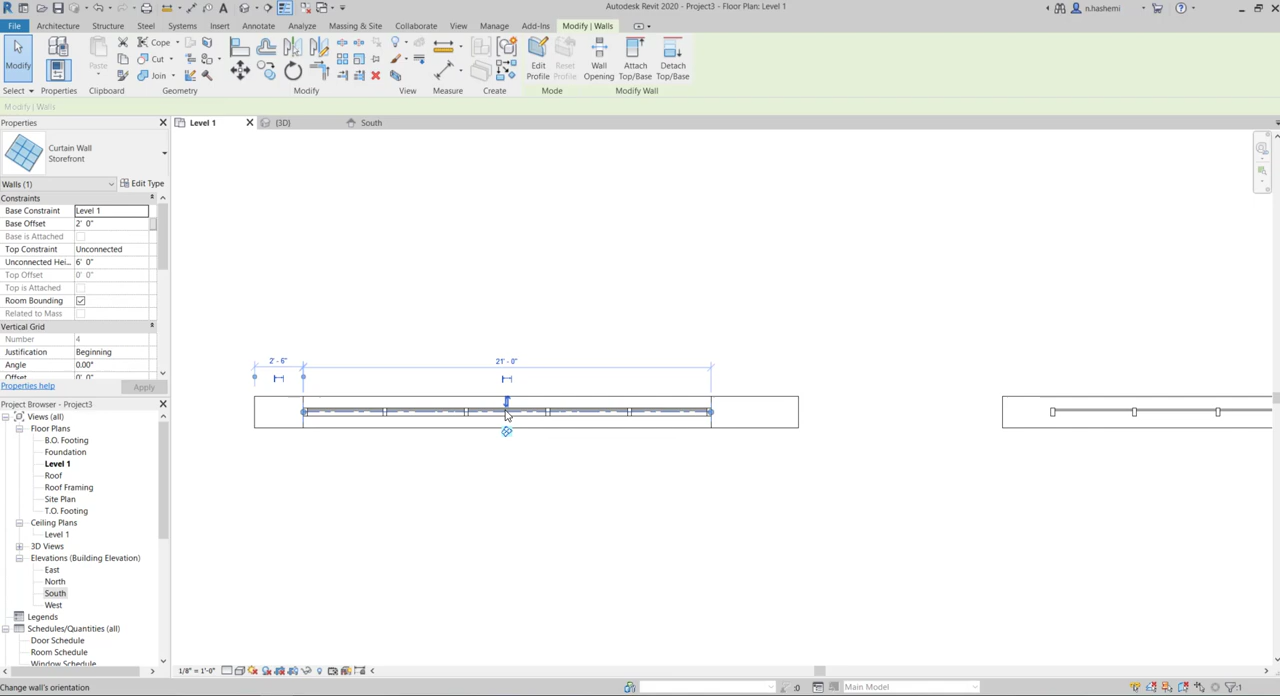 Autodesk Revit 2020 - Project3 - Floor Plan: Level 1
n.hashemi
File Architecture Structure Steel Systems Insert Annotate Analyze Massing & Site Collaborate View Manage Add-Ins Modify | Walls
Modify
Paste
Cope
Cut
Join
Edit Profile
Reset Profile
Wall Opening
Attach Top/Base
Detach Top/Base
Select Properties Clipboard Geometry Modify View Measure Create Mode Modify Wall
Modify | Walls
Properties
Level 1
{3D}
South
Curtain Wall
Storefront
Walls (1)
Edit Type
Constraints
Base Constraint Level 1
Base Offset 2' 0"
Base is Attached
Top Constraint Unconnected
Unconnected Hei... 6' 0"
Top Offset 0' 0"
Top is Attached
Room Bounding
Related to Mass
Vertical Grid
Number 4
Justification Beginning
Angle 0.00°
Offset 0' 0"
Properties help
Apply
2' - 6"
21' - 0"
Project Browser - Project3
Views (all)
Floor Plans
B.O. Footing
Foundation
Level 1
Roof
Roof Framing
Site Plan
T.O. Footing
Ceiling Plans
Level 1
3D Views
Elevations (Building Elevation)
East
North
South
West
Legends
Schedules/Quantities (all)
Door Schedule
Room Schedule
Window Schedule
1/8" = 1'-0"
Change wall's orientation
:0
Main Model
:1